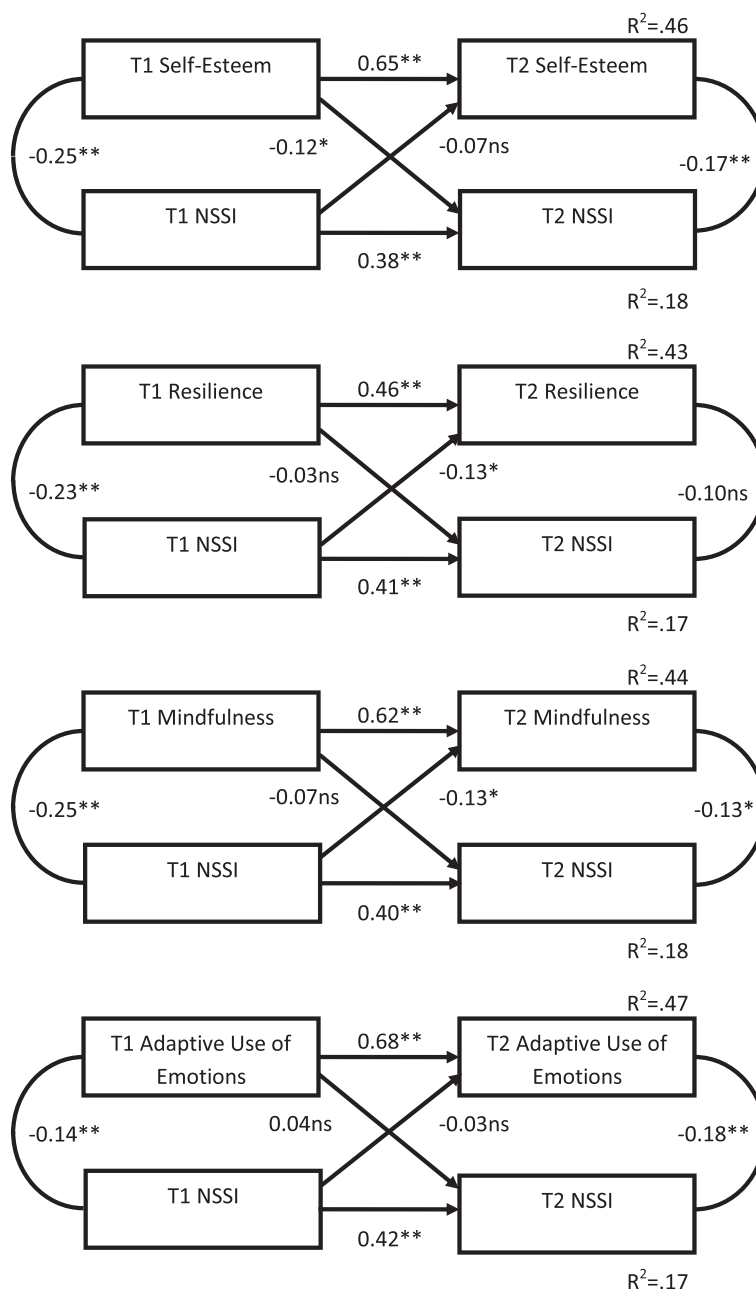 R²=.46
T1 Self-Esteem
0.65**
T2 Self-Esteem
-0.25**
-0.12*
-0.07ns
-0.17**
T1 NSSI
T2 NSSI
0.38**
R²=.18
R²=.43
T1 Resilience
0.46**
T2 Resilience
-0.23**
-0.03ns
-0.13*
-0.10ns
T1 NSSI
T2 NSSI
0.41**
R²=.17
R²=.44
T1 Mindfulness
0.62**
T2 Mindfulness
-0.25**
-0.07ns
-0.13*
-0.13*
T1 NSSI
T2 NSSI
0.40**
R²=.18
R²=.47
T1 Adaptive Use of
Emotions
0.68**
T2 Adaptive Use of
Emotions
-0.14**
0.04ns
-0.03ns
-0.18**
T1 NSSI
T2 NSSI
0.42**
R²=.17